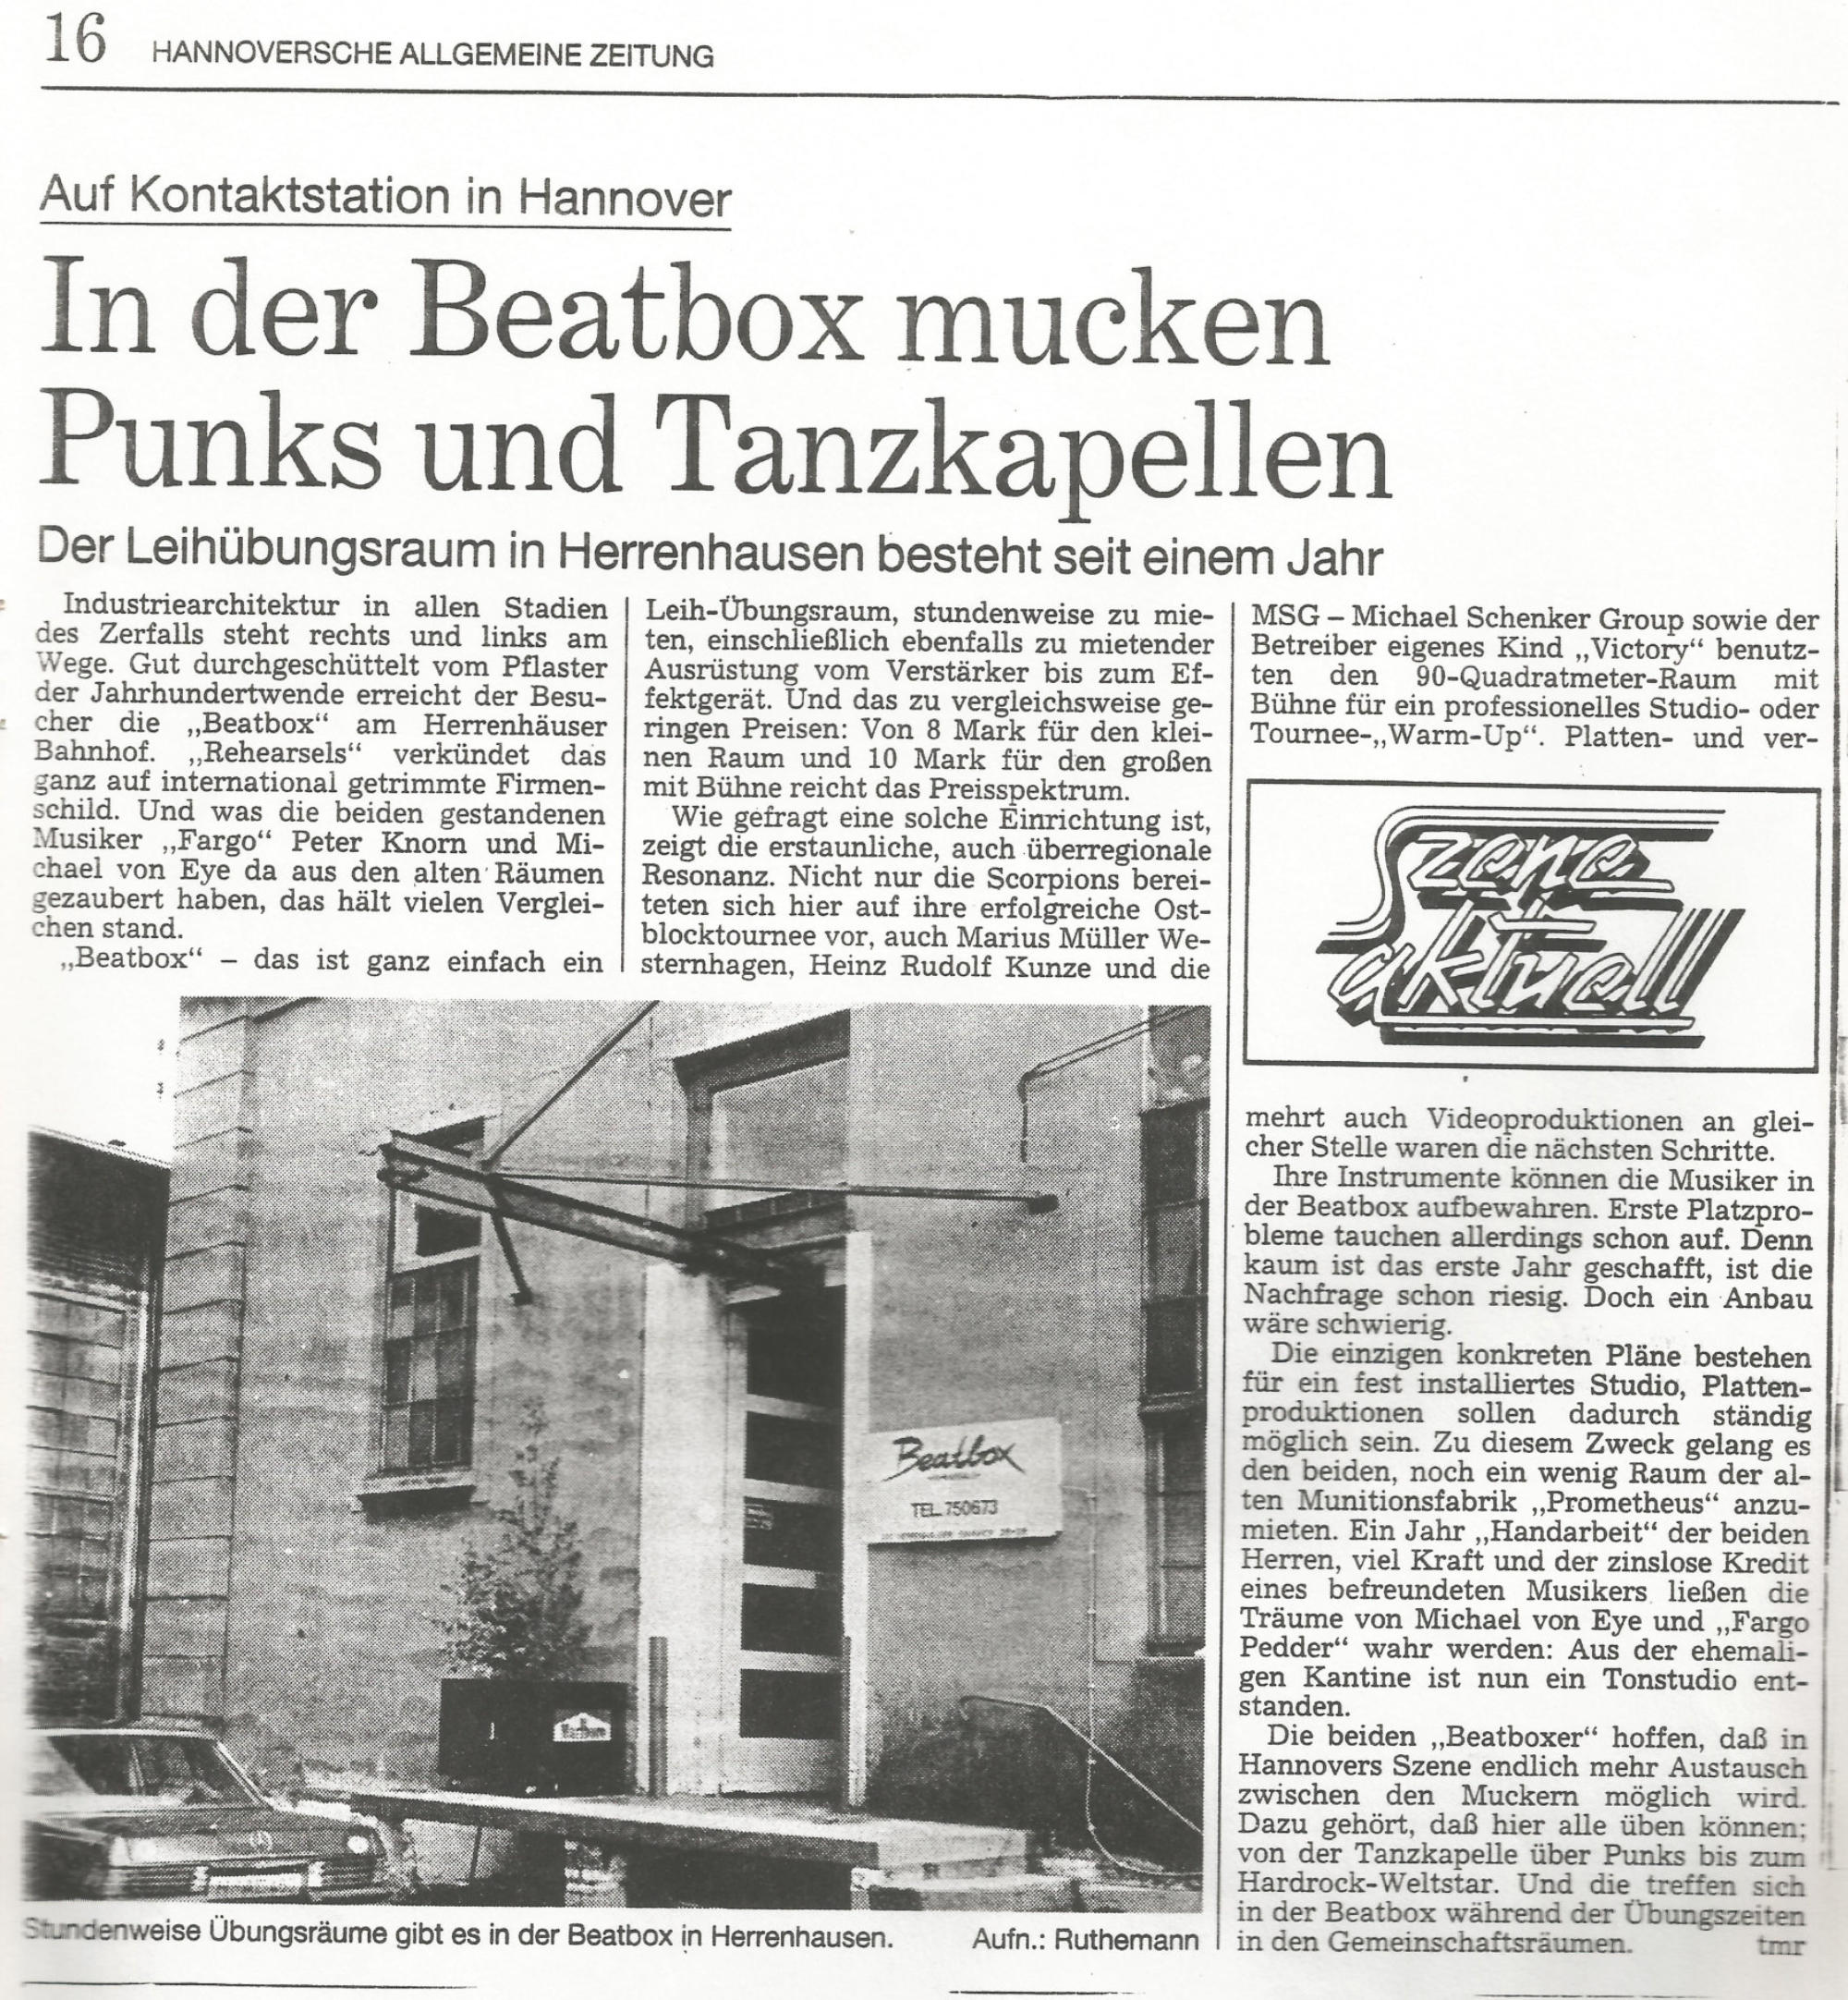 16 HANNOVERSCHE ALLGEMEINE ZEITUNG
Auf Kontaktstation in Hannover
In der Beatbox mucken
Punks und Tanzkapellen
Der Leihübungsraum in Herrenhausen besteht seit einem Jahr
Industriearchitektur in allen Stadien
des Zerfalls steht rechts und links am
Wege. Gut durchgeschüttelt vom Pflaster
der Jahrhundertwende erreicht der Besu-
cher die „Beatbox“ am Herrenhäuser
Bahnhof. „Rehearsels“ verkündet das
ganz auf international getrimmte Firmen-
schild. Und was die beiden gestandenen
Musiker „Fargo“ Peter Knorn und Mi-
chael von Eye da aus den alten Räumen
gezaubert haben, das hält vielen Verglei-
chen stand.
„Beatbox“ – das ist ganz einfach ein
Leih-Übungsraum, stundenweise zu mie-
ten, einschließlich ebenfalls zu mietender
Ausrüstung vom Verstärker bis zum Ef-
fektgerät. Und das zu vergleichsweise ge-
ringen Preisen: Von 8 Mark für den klei-
nen Raum und 10 Mark für den großen
mit Bühne reicht das Preisspektrum.
Wie gefragt eine solche Einrichtung ist,
zeigt die erstaunliche, auch überregionale
Resonanz. Nicht nur die Scorpions berei-
teten sich hier auf ihre erfolgreiche Ost-
blocktournee vor, auch Marius Müller We-
sternhagen, Heinz Rudolf Kunze und die
MSG – Michael Schenker Group sowie der
Betreiber eigenes Kind „Victory“ benutz-
ten den 90-Quadratmeter-Raum mit
Bühne für ein professionelles Studio- oder
Tournee-„Warm-Up“. Platten- und ver-
Szene
aktuell
mehrt auch Videoproduktionen an glei-
cher Stelle waren die nächsten Schritte.
Ihre Instrumente können die Musiker in
der Beatbox aufbewahren. Erste Platzpro-
bleme tauchen allerdings schon auf. Denn
kaum ist das erste Jahr geschafft, ist die
Nachfrage schon riesig. Doch ein Anbau
wäre schwierig.
Die einzigen konkreten Pläne bestehen
für ein fest installiertes Studio, Platten-
produktionen sollen dadurch ständig
möglich sein. Zu diesem Zweck gelang es
den beiden, noch ein wenig Raum der al-
ten Munitionsfabrik „Prometheus“ anzu-
mieten. Ein Jahr „Handarbeit“ der beiden
Herren, viel Kraft und der zinslose Kredit
eines befreundeten Musikers ließen die
Träume von Michael von Eye und „Fargo
Pedder“ wahr werden: Aus der ehemali-
gen Kantine ist nun ein Tonstudio ent-
standen.
Die beiden „Beatboxer“ hoffen, daß in
Hannovers Szene endlich mehr Austausch
zwischen den Muckern möglich wird.
Dazu gehört, daß hier alle üben können;
von der Tanzkapelle über Punks bis zum
Hardrock-Weltstar. Und die treffen sich
in der Beatbox während der Übungszeiten
in den Gemeinschaftsräumen. tmr
Beatbox
TEL. 750673
Marlboro
Stundenweise Übungsräume gibt es in der Beatbox in Herrenhausen. Aufn.: Ruthemann